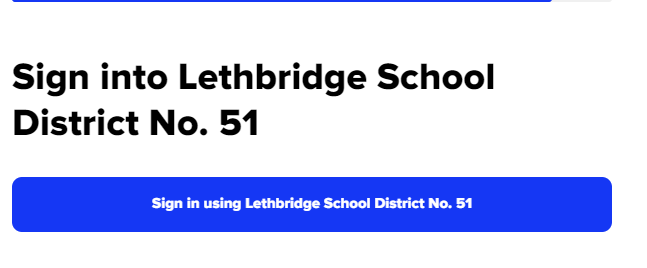 Sign into Lethbridge School
District No. 51
Sign in using Lethbridge School District No. 51